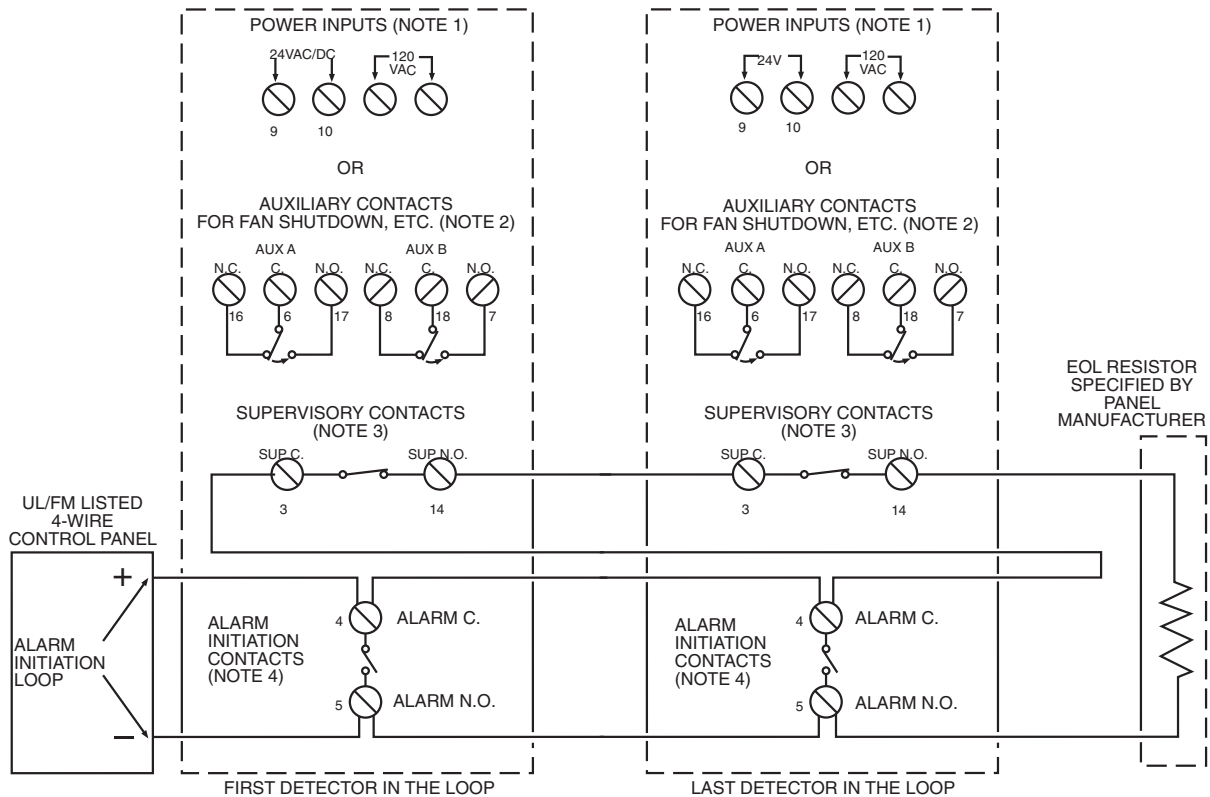 POWER INPUTS (NOTE 1)
24VAC/DC
120
VAC
9
10
OR
AUXILIARY CONTACTS
FOR FAN SHUTDOWN, ETC. (NOTE 2)
AUX A
AUX B
N.C. C. N.O. N.C. C. N.O.
16 6 17 8 18 7
SUPERVISORY CONTACTS
(NOTE 3)
SUP C.
SUP N.O.
3
14
POWER INPUTS (NOTE 1)
24V
120
VAC
9
10
OR
AUXILIARY CONTACTS
FOR FAN SHUTDOWN, ETC. (NOTE 2)
AUX A
AUX B
N.C. C. N.O. N.C. C. N.O.
16 6 17 8 18 7
SUPERVISORY CONTACTS
(NOTE 3)
SUP C.
SUP N.O.
3
14
EOL RESISTOR
SPECIFIED BY
PANEL
MANUFACTURER
UL/FM LISTED
4-WIRE
CONTROL PANEL
+
ALARM
INITIATION
LOOP
–
ALARM
INITIATION
CONTACTS
(NOTE 4)
4
ALARM C.
5
ALARM N.O.
ALARM
INITIATION
CONTACTS
(NOTE 4)
4
ALARM C.
5
ALARM N.O.
FIRST DETECTOR IN THE LOOP
LAST DETECTOR IN THE LOOP